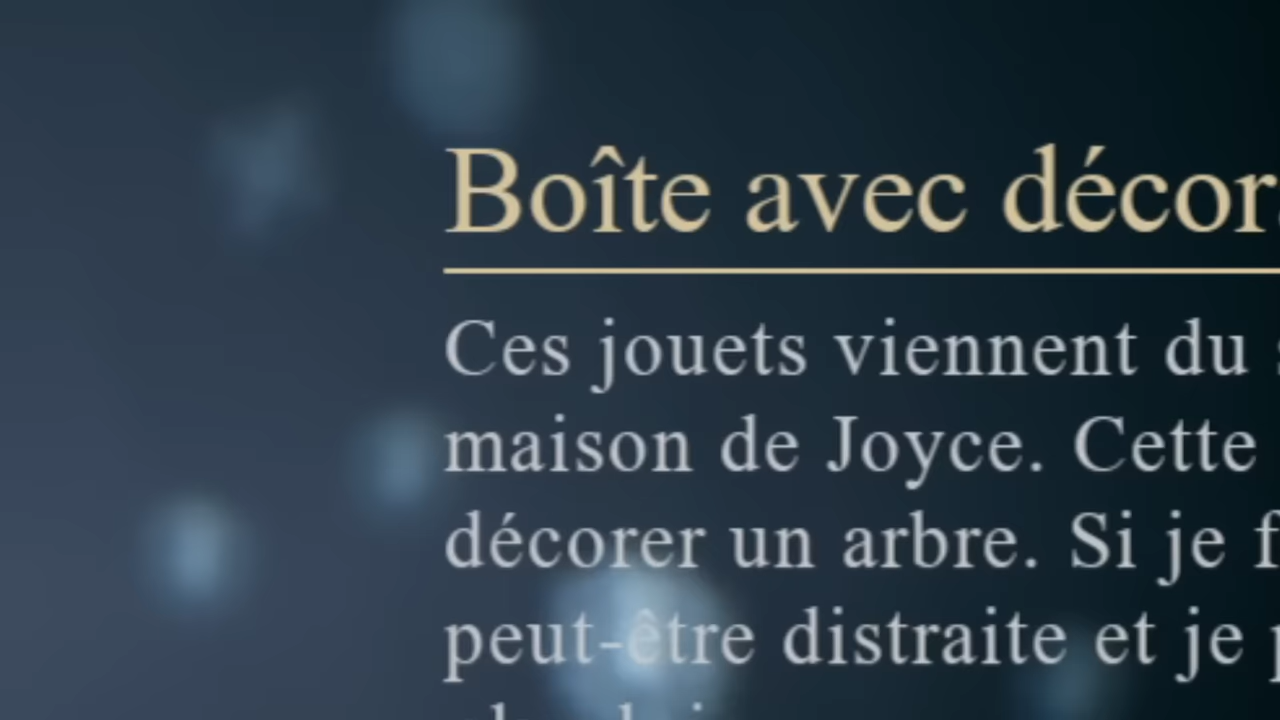 Boîte avec décor
Ces jouets viennent du
maison de Joyce. Cette
décorer un arbre. Si je
peut-être distraite et je